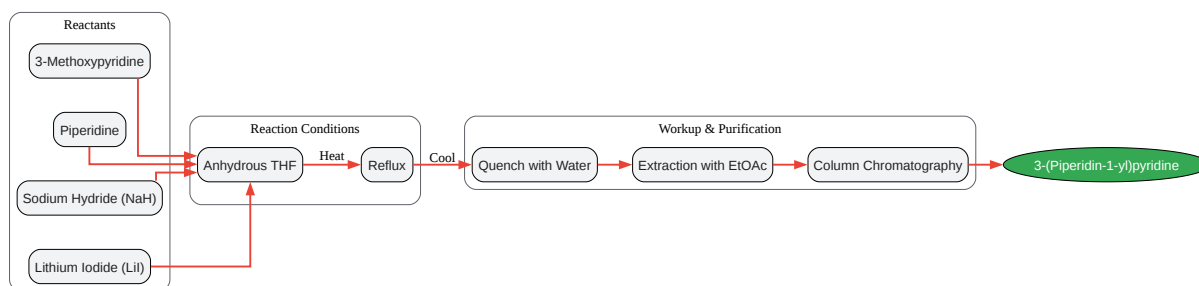 Reactants
3-Methoxypyridine
Piperidine
Sodium Hydride (NaH)
Lithium Iodide (LiI)
Reaction Conditions
Anhydrous THF
Heat
Reflux
Cool
Workup & Purification
Quench with Water
Extraction with EtOAc
Column Chromatography
3-(Piperidin-1-yl)pyridine